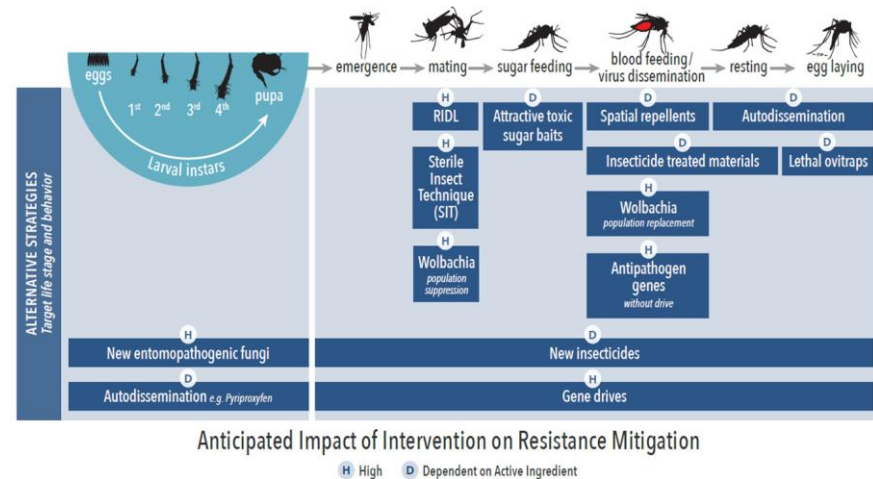 eggs
1st
2nd
3rd
4th
pupa
Larval instars
emergence
mating
sugar feeding
blood feeding/
virus dissemination
resting
egg laying
ALTERNATIVE STRATEGIES
Target life stage and behavior
H
RIDL
D
Attractive toxic
sugar baits
D
Spatial repellents
D
Autodissemination
H
Sterile
Insect
Technique
(SIT)
D
Insecticide treated materials
D
Lethal ovitraps
H
Wolbachia
population replacement
H
Wolbachia
population
suppression
H
Antipathogen
genes
without drive
H
New entomopathogenic fungi
D
New insecticides
D
Autodissemination e.g. Pyriproxyfen
H
Gene drives
Anticipated Impact of Intervention on Resistance Mitigation
H High D Dependent on Active Ingredient